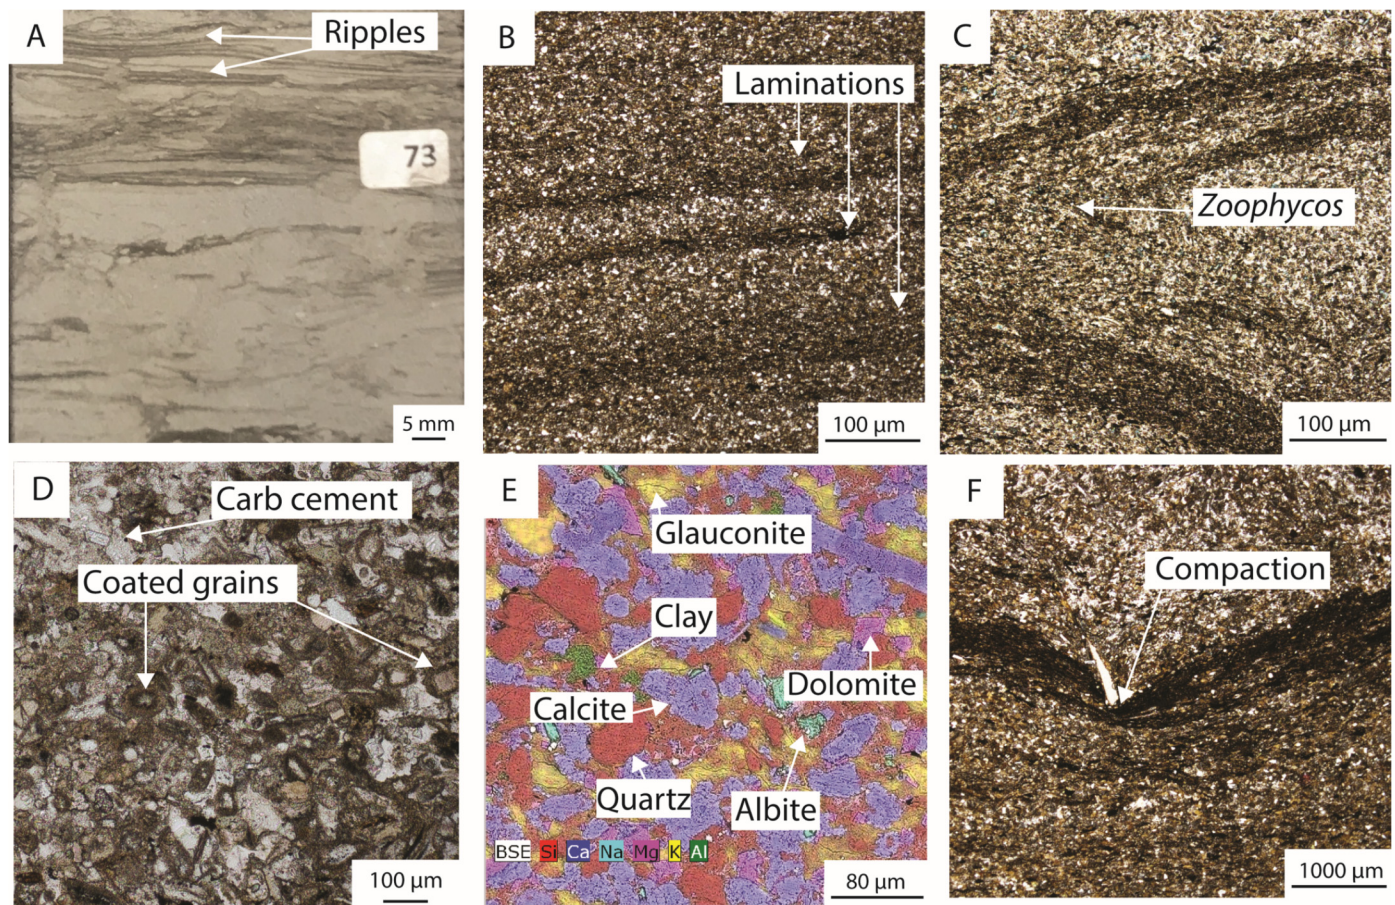 A
Ripples
73
5 mm
B
Laminations
100 µm
C
Zoophycos
100 µm
D
Carb cement
Coated grains
100 µm
E
Glauconite
Clay
Dolomite
Calcite
Quartz
Albite
BSE Si Ca Na Mg K Al
80 µm
F
Compaction
1000 µm